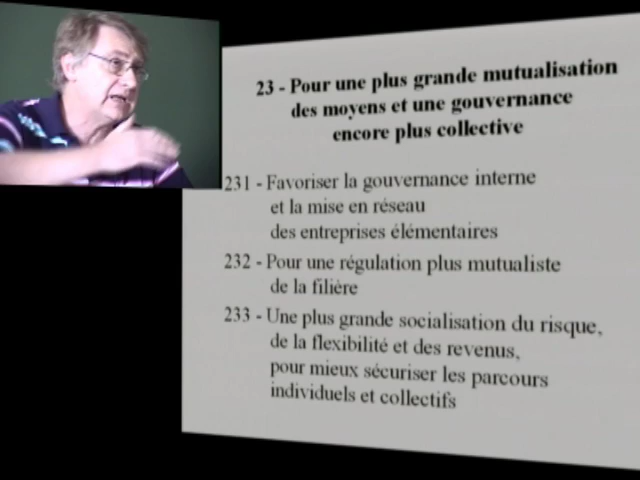 23 - Pour une plus grande mutualisation
des moyens et une gouvernance
encore plus collective
231 - Favoriser la gouvernance interne
et la mise en réseau
des entreprises élémentaires
232 - Pour une régulation plus mutualiste
de la filière
233 - Une plus grande socialisation du risque,
de la flexibilité et des revenus,
pour mieux sécuriser les parcours
individuels et collectifs